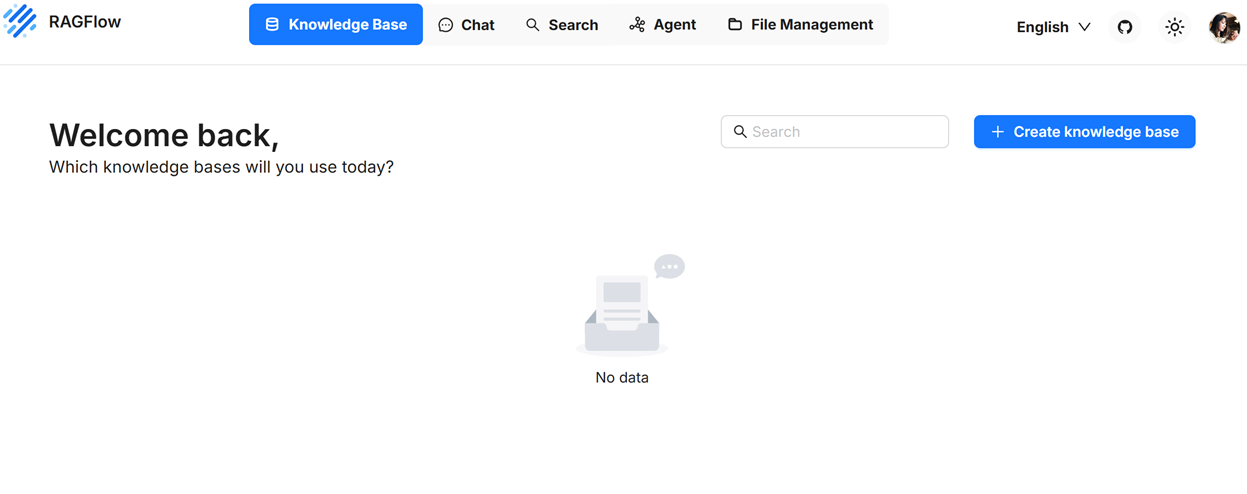 RAGFlow
Knowledge Base
Chat
Search
Agent
File Management
English
Welcome back,
Which knowledge bases will you use today?
Search
Create knowledge base
No data